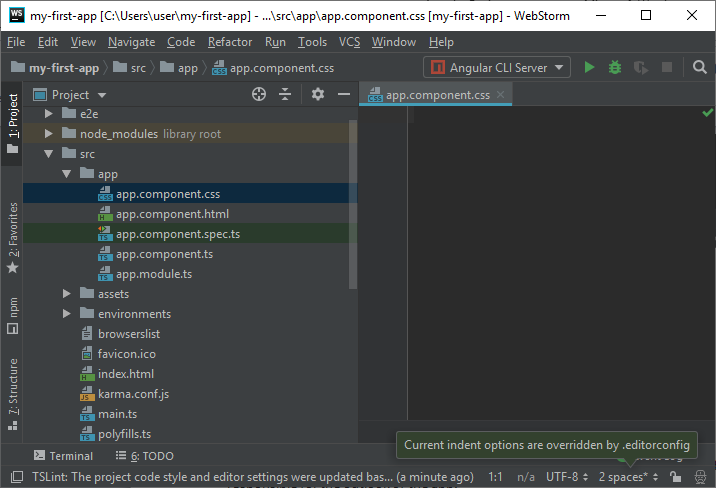 WS my-first-app [C:\Users\user\my-first-app] - ...\src\app\app.component.css [my-first-app] - WebStorm
File Edit View Navigate Code Refactor Run Tools VCS Window Help
my-first-app src app app.component.css Angular CLI Server
1: Project
Project
app.component.css
e2e
node_modules library root
src
app
app.component.css
app.component.html
app.component.spec.ts
app.component.ts
app.module.ts
assets
environments
browserslist
favicon.ico
index.html
karma.conf.js
main.ts
polyfills.ts
2: Favorites
npm
7: Structure
Current indent options are overridden by .editorconfig
Terminal 6: TODO
TSLint: The project code style and editor settings were updated bas... (a minute ago) 1:1 n/a UTF-8 2 spaces*